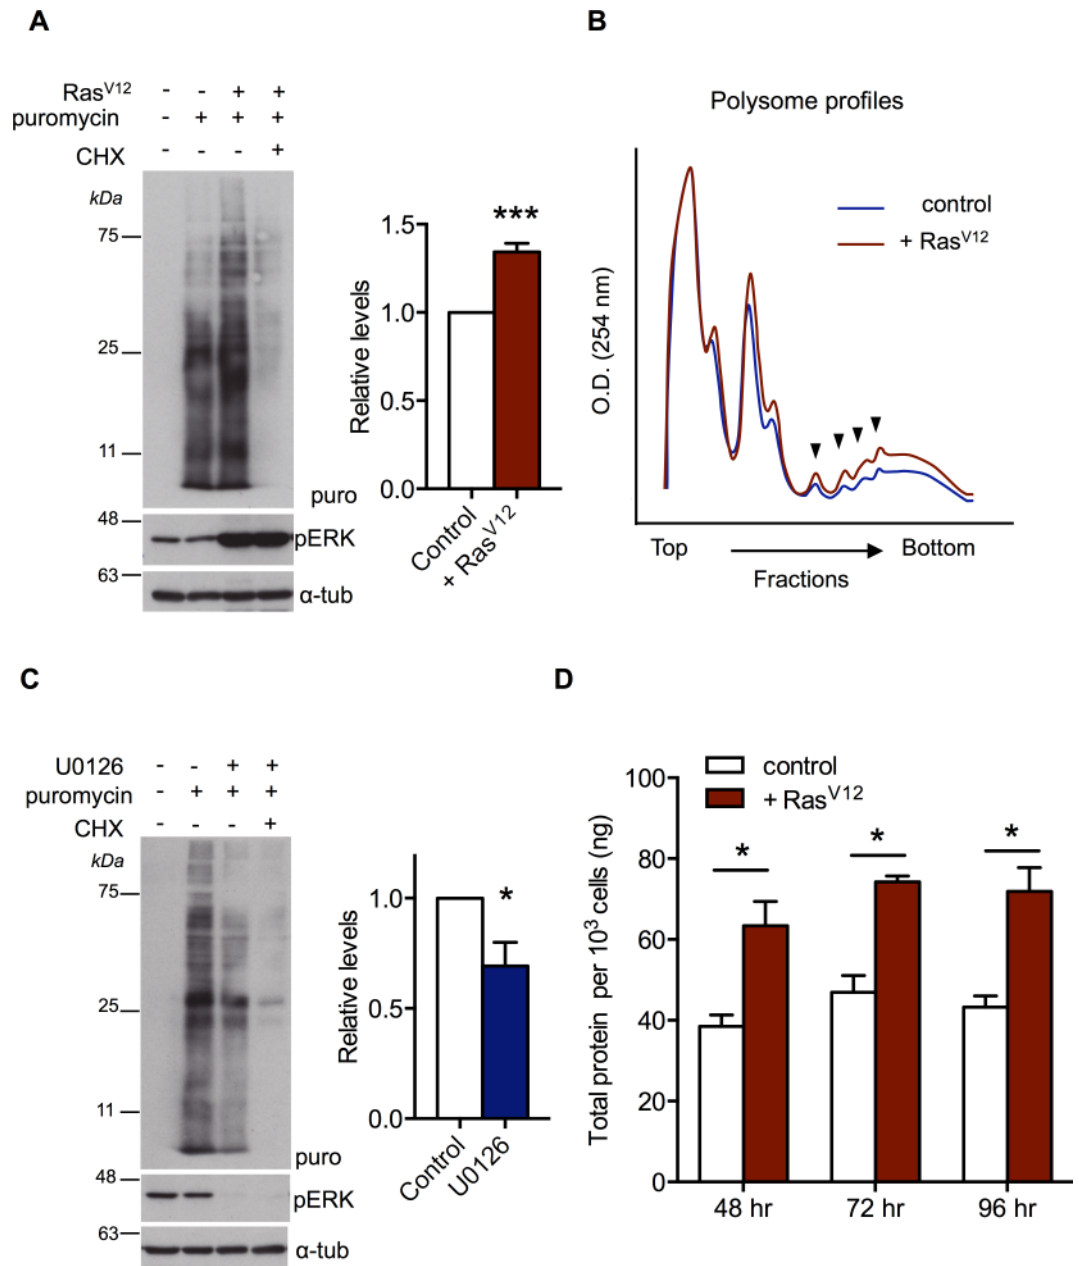 A
Ras^V12 - - + +
puromycin - + + +
CHX - - - +
kDa
75
25
11
puro
48
pERK
63
α-tub
***
1.5
1.0
0.5
0.0
Relative levels
Control
+ Ras^V12
B
Polysome profiles
control
+ Ras^V12
O.D. (254 nm)
Top
Bottom
Fractions
C
U0126 - - + +
puromycin - + + +
CHX - - - +
kDa
75
25
11
puro
48
pERK
63
α-tub
*
1.0
0.5
0.0
Relative levels
Control
U0126
D
control
+ Ras^V12
100
80
60
40
20
0
Total protein per 10^3 cells (ng)
* * *
48 hr 72 hr 96 hr